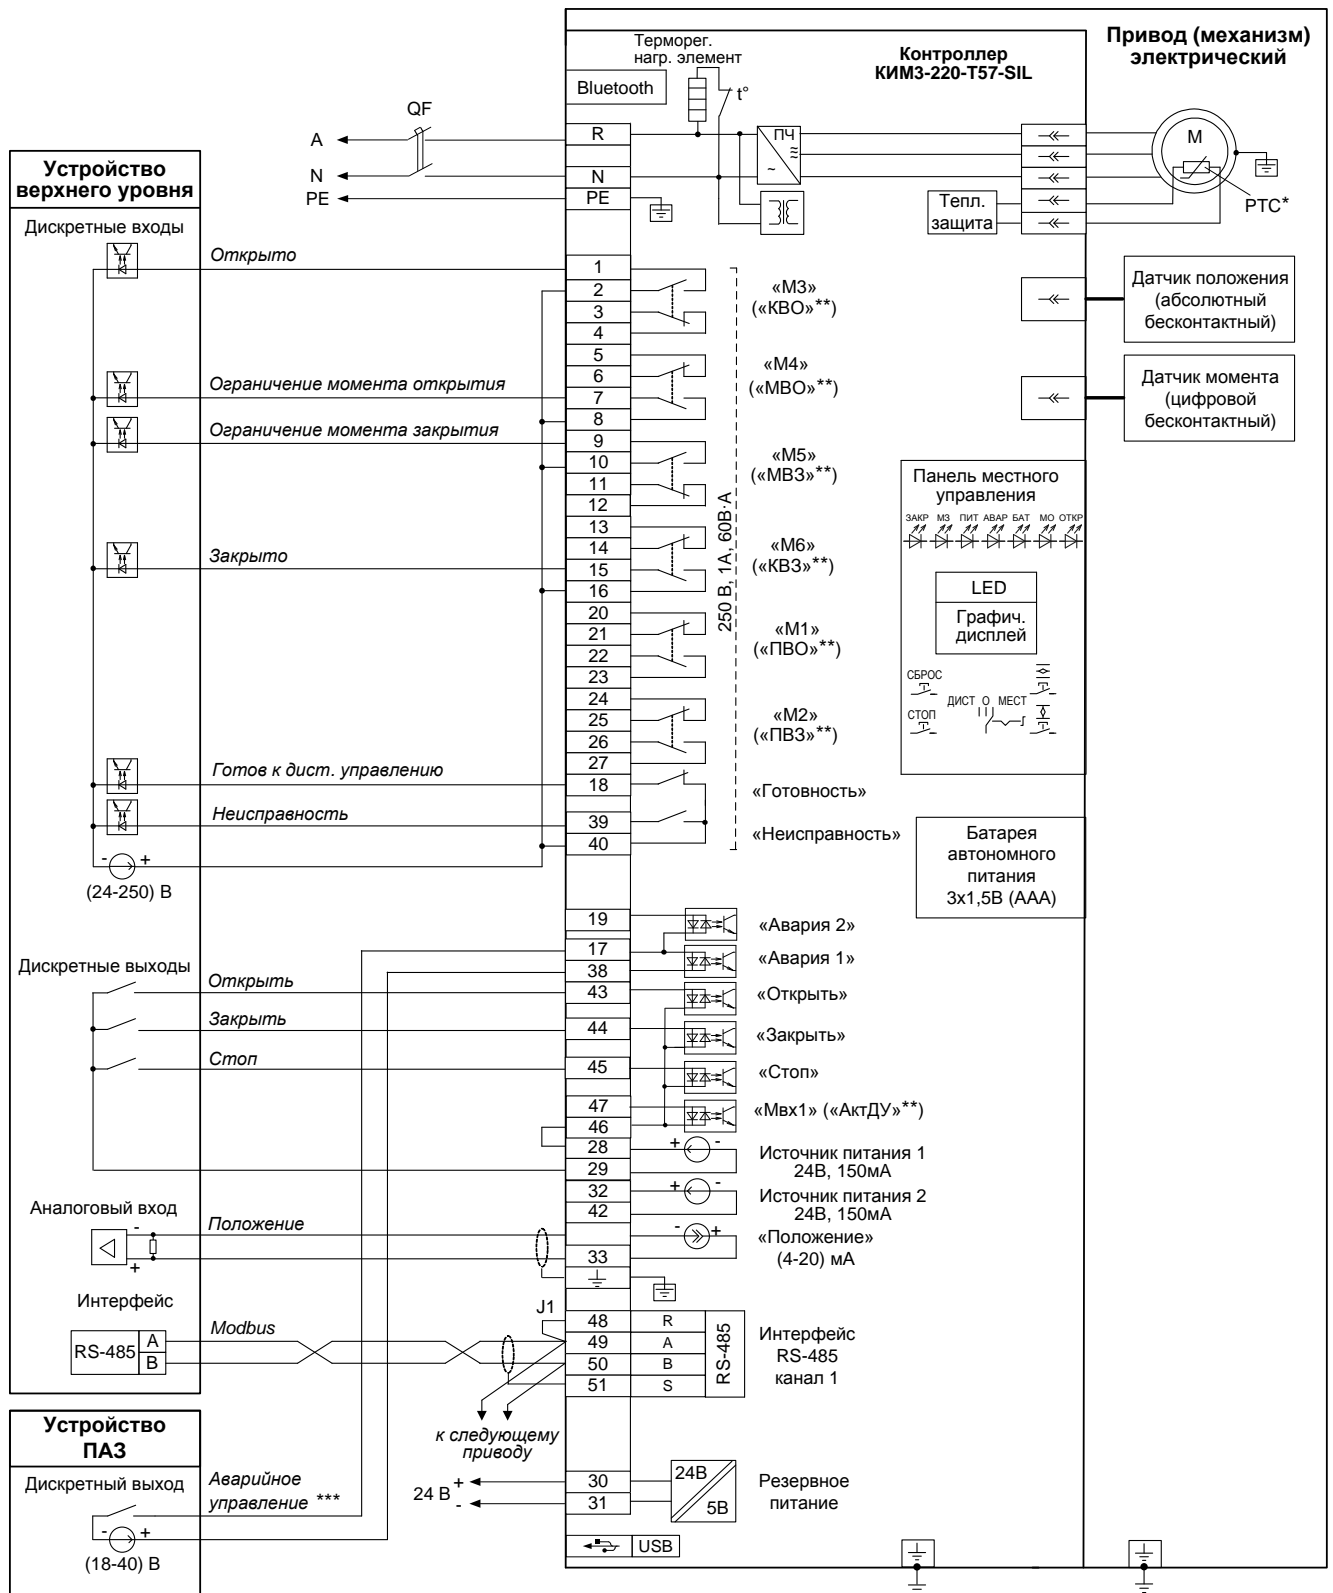 Привод (механизм)
электрический
Контроллер
КИМ3-220-Т57-SIL
Терморег.
нагр. элемент
Bluetooth
t°
QF
A
N
PE
R
N
PE
ПЧ
~
Тепл.
защита
M
PTC*
Устройство
верхнего уровня
Дискретные входы
Открыто
1
2
3
4
«М3»
(«КВО»**)
Датчик положения
(абсолютный
бесконтактный)
5
6
7
8
«М4»
(«МВО»**)
Ограничение момента открытия
Датчик момента
(цифровой
бесконтактный)
Ограничение момента закрытия
9
10
11
12
«М5»
(«МВЗ»**)
13
14
15
16
«М6»
(«КВЗ»**)
Закрыто
20
21
22
23
«М1»
(«ПВО»**)
24
25
26
27
«М2»
(«ПВЗ»**)
250 В, 1А, 60В·А
Панель местного
управления
ЗАКР МЗ ПИТ АВАР БАТ МО ОТКР
LED
Графич.
дисплей
СБРОС
СТОП
ДИСТ О МЕСТ
Готов к дист. управлению
18
«Готовность»
Неисправность
39
40
«Неисправность»
- +
(24-250) В
Батарея
автономного
питания
3х1,5В (ААА)
19
«Авария 2»
17
38
«Авария 1»
Дискретные выходы
Открыть
43
«Открыть»
Закрыть
44
«Закрыть»
Стоп
45
«Стоп»
47
46
«Мвх1» («АктДУ»**)
28
29
+ -
Источник питания 1
24В, 150мА
32
42
+ -
Источник питания 2
24В, 150мА
Аналоговый вход
-
+
Положение
33
- +
«Положение»
(4-20) мА
Интерфейс
RS-485
A
B
Modbus
J1
48 R
49 A
50 B
51 S
RS-485
Интерфейс
RS-485
канал 1
к следующему
приводу
Устройство
ПАЗ
Дискретный выход
Аварийное
управление ***
- +
(18-40) В
24 В
+
-
30
31
24В
5В
Резервное
питание
USB